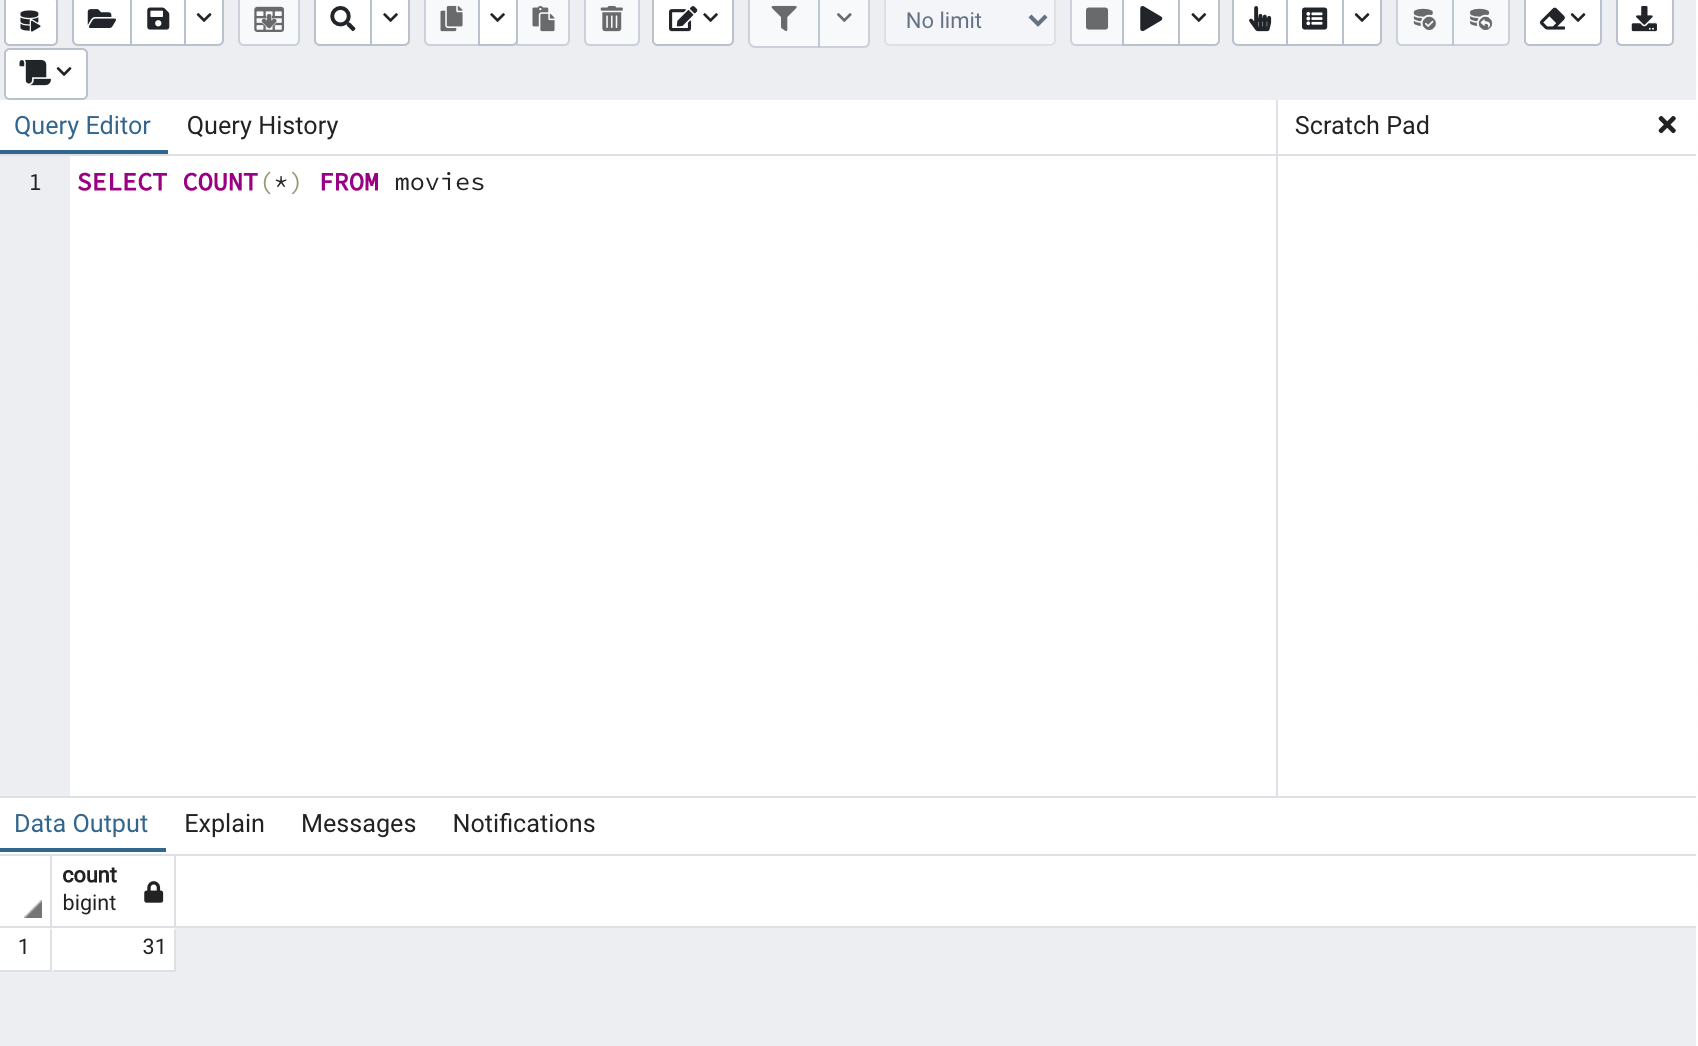 No limit
Query Editor Query History Scratch Pad
1 SELECT COUNT(*) FROM movies
Data Output Explain Messages Notifications
count
bigint
1 31